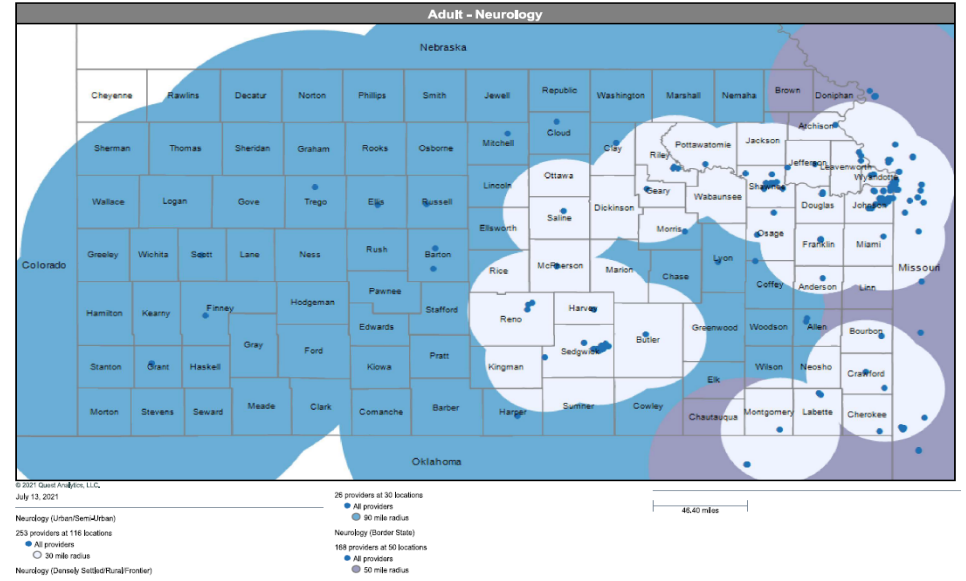 Adult - Neurology
Nebraska
Cheyenne Rawlins Decatur Norton Phillips Smith Jewell Republic Washington Marshall Nemaha Brown Doniphan
Atchison
Sherman Thomas Sheridan Graham Rooks Osborne Mitchell Cloud Clay Riley Pottawatomie Jackson Jefferson Leavenworth
Wyandotte
Lincoln Ottawa Geary Wabaunsee Shawnee Douglas Johnson
Wallace Logan Gove Trego Ellis Russell Saline Dickinson
Ellsworth Morris Osage Franklin Miami
Colorado Greeley Wichita Scott Lane Ness Rush Barton Rice McPherson Marion Chase Lyon Coffey Anderson Linn Missouri
Pawnee
Hamilton Kearny Finney Hodgeman Stafford Reno Harvey
Edwards
Gray Ford Sedgwick Butler Greenwood Woodson Allen Bourbon
Stanton Grant Haskell Kiowa Pratt Kingman Elk Wilson Neosho Crawford
Morton Stevens Seward Meade Clark Comanche Barber Harper Sumner Cowley Chautauqua Montgomery Labette Cherokee
Oklahoma
© 2021 Quest Analytics, LLC.
July 13, 2021
Neurology (Urban/Semi-Urban)
253 providers at 116 locations
All providers
30 mile radius
Neurology (Densely Settled/Rural/Frontier)
26 providers at 30 locations
All providers
90 mile radius
Neurology (Border State)
168 providers at 50 locations
All providers
50 mile radius
46.40 miles